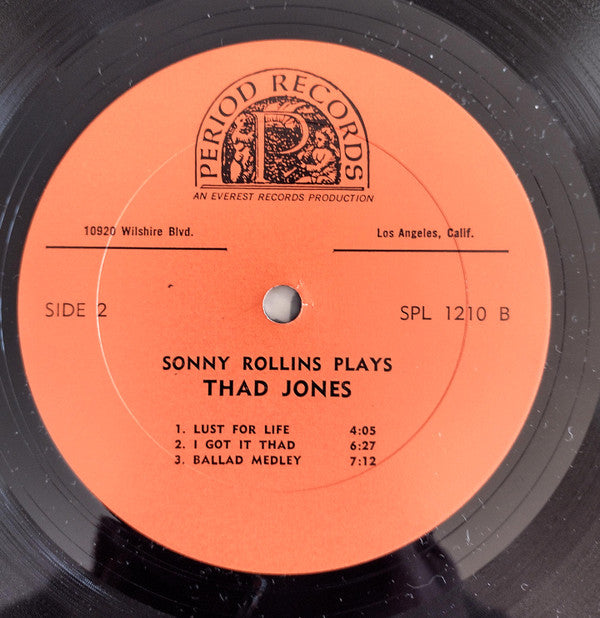 PERIOD RECORDS
P
AN EVEREST RECORDS PRODUCTION
10920 Wilshire Blvd. Los Angeles, Calif.
SIDE 2 SPL 1210 B
SONNY ROLLINS PLAYS
THAD JONES
1. LUST FOR LIFE 4:05
2. I GOT IT THAD 6:27
3. BALLAD MEDLEY 7:12